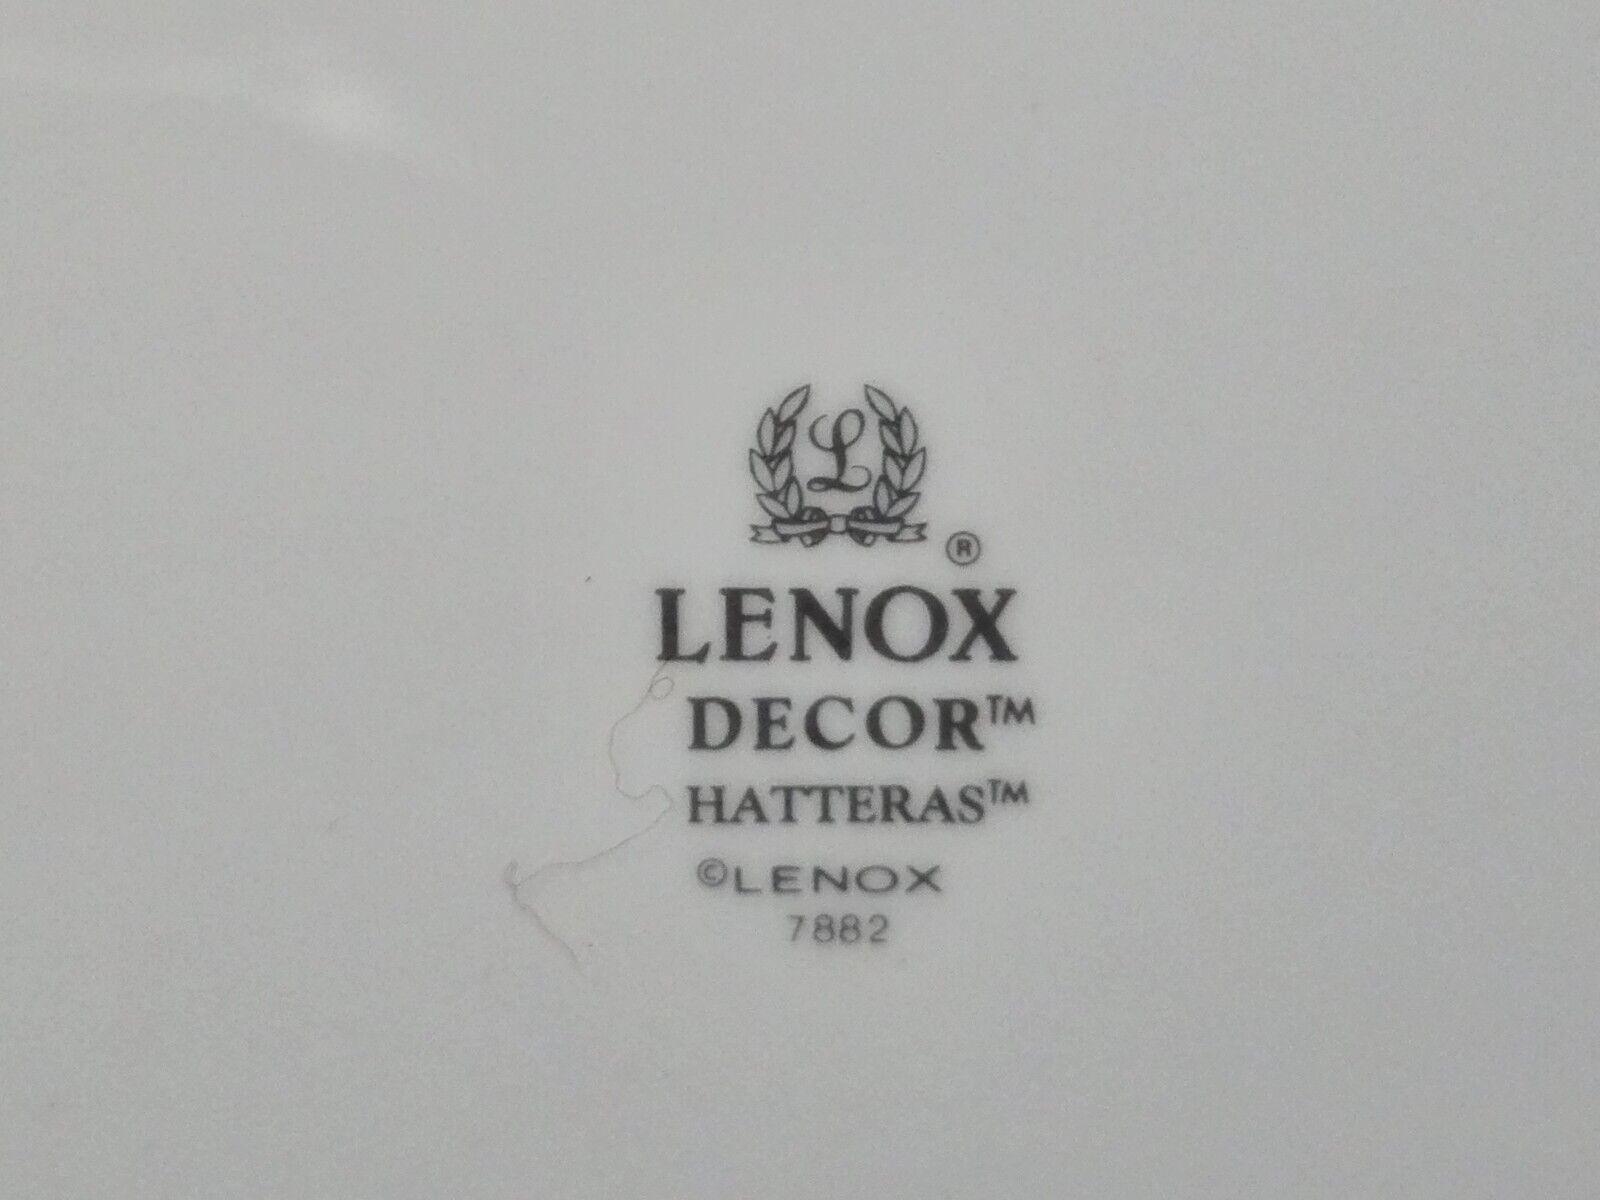 L
®
LENOX
DECOR™
HATTERAS™
©LENOX
7882